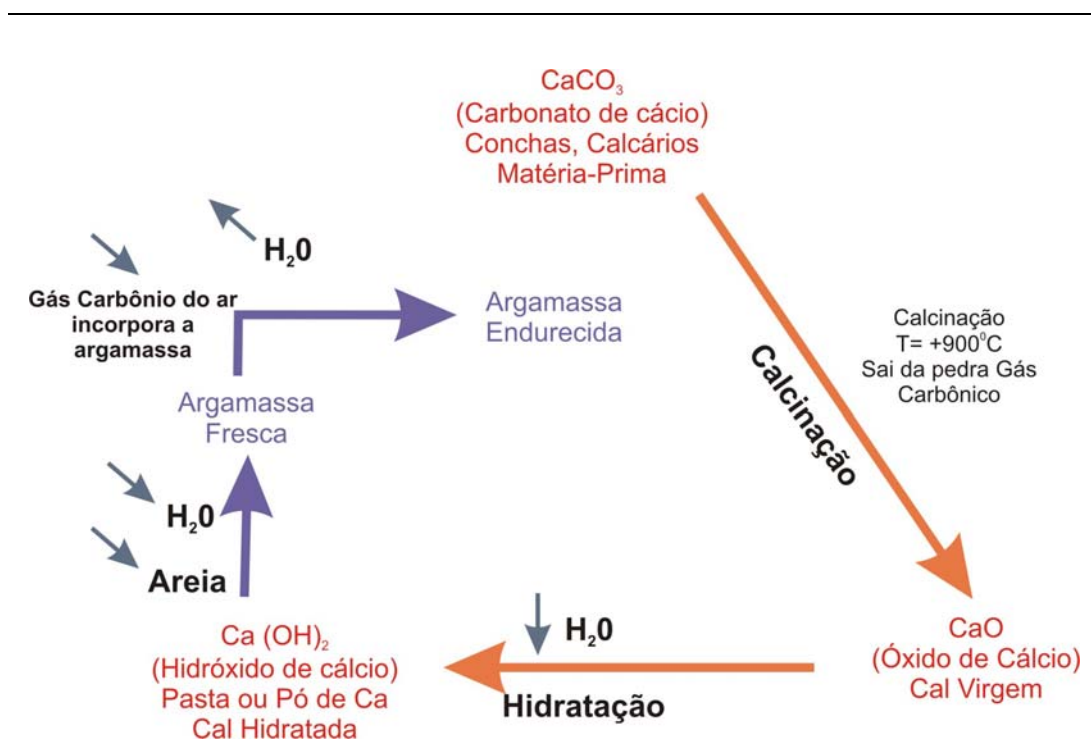 CaCO₃
(Carbonato de cácio)
Conchas, Calcários
Matéria-Prima
H₂0
Gás Carbônio do ar
incorpora a
argamassa
Argamassa
Endurecida
Calcinação
T= +900⁰C
Sai da pedra Gás
Carbônico
Calcinação
Argamassa
Fresca
H₂0
Areia
H₂0
Hidratação
Ca (OH)₂
(Hidróxido de cálcio)
Pasta ou Pó de Ca
Cal Hidratada
CaO
(Óxido de Cálcio)
Cal Virgem